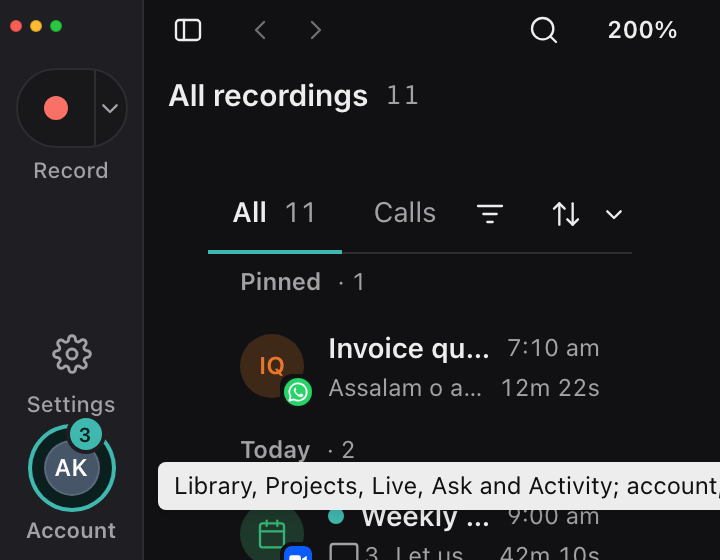 200%
All recordings 11
Record
All 11 Calls
Pinned · 1
IQ Invoice qu... 7:10 am
Assalam o a... 12m 22s
Settings
3
AK
Account
Today · 2
Library, Projects, Live, Ask and Activity; account,
Weekly ... 9:00 am
3 Let us 42m 10s